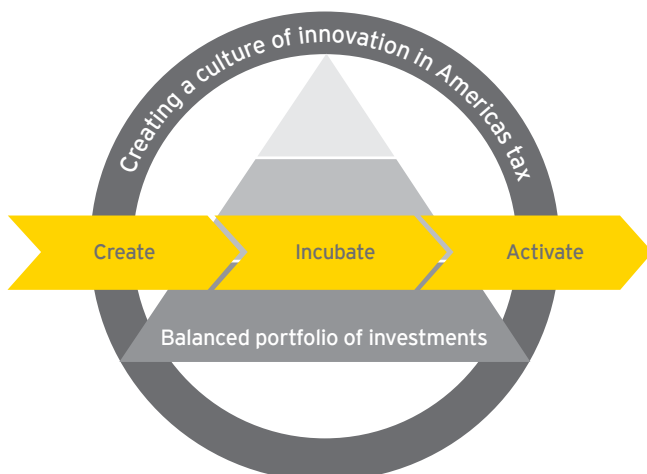 Creating a culture of innovation in Americas tax
Create
Incubate
Activate
Balanced portfolio of investments